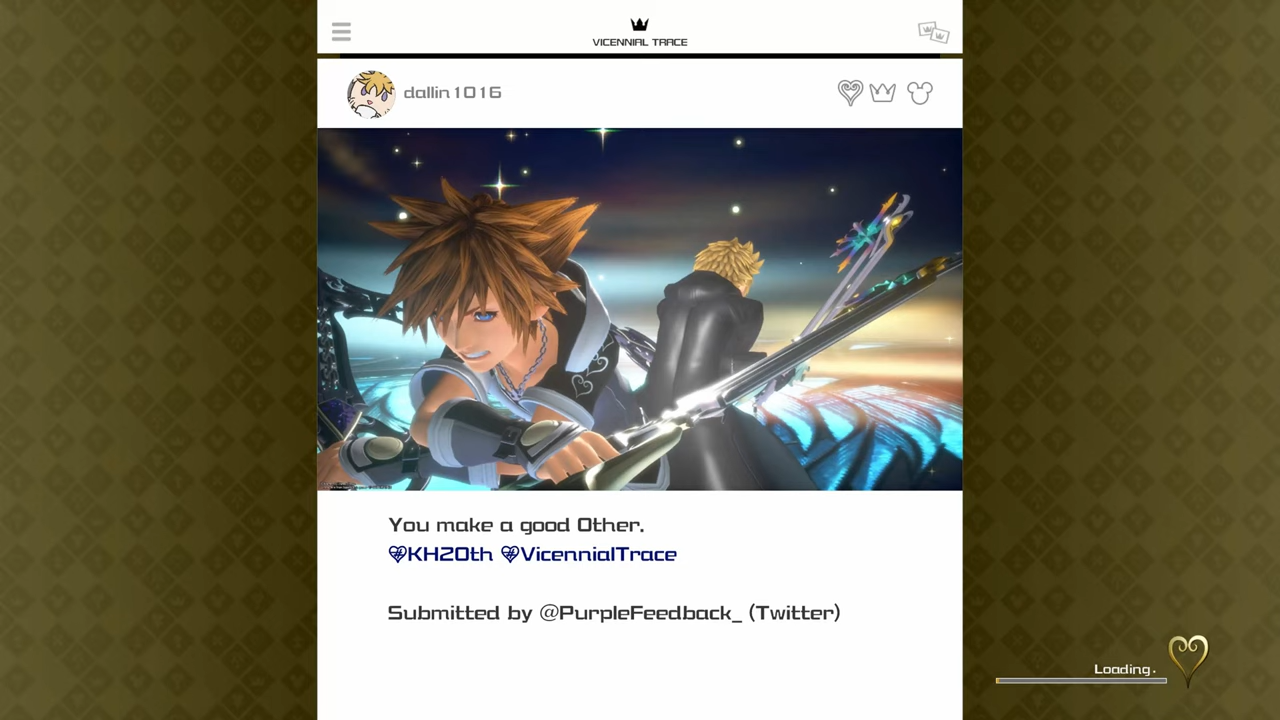 VICENNIAL TRACE
dallin1016
You make a good Other.
#KH20th #VicennialTrace
Submitted by @PurpleFeedback_ (Twitter)
Loading.